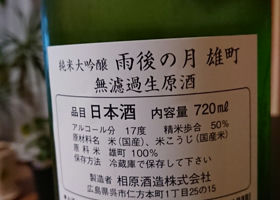 純米大吟醸 雨後の月 雄町
無濾過生原酒
品目 日本酒 内容量 720㎖
アルコール分 17度 精米歩合 50%
原材料名 米(国産)、米こうじ(国産米)
原料米 雄町 100%
保存方法 冷蔵庫で保存して下さい
製造者 相原酒造株式会社
広島県呉市仁方本町1丁目25の15